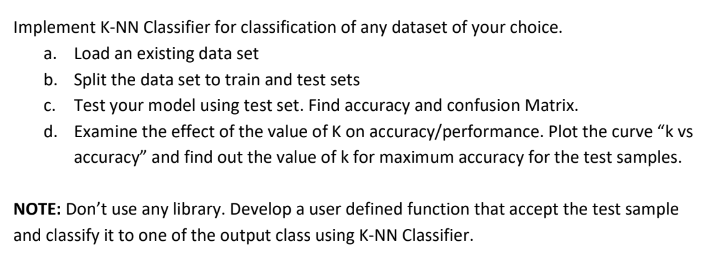 Implement K-NN Classifier for classification of any dataset of your choice.
a. Load an existing data set
b. Split the data set to train and test sets
c. Test your model using test set. Find accuracy and confusion Matrix.
d. Examine the effect of the value of K on accuracy/performance. Plot the curve “k vs
accuracy” and find out the value of k for maximum accuracy for the test samples.
NOTE: Don’t use any library. Develop a user defined function that accept the test sample
and classify it to one of the output class using K-NN Classifier.